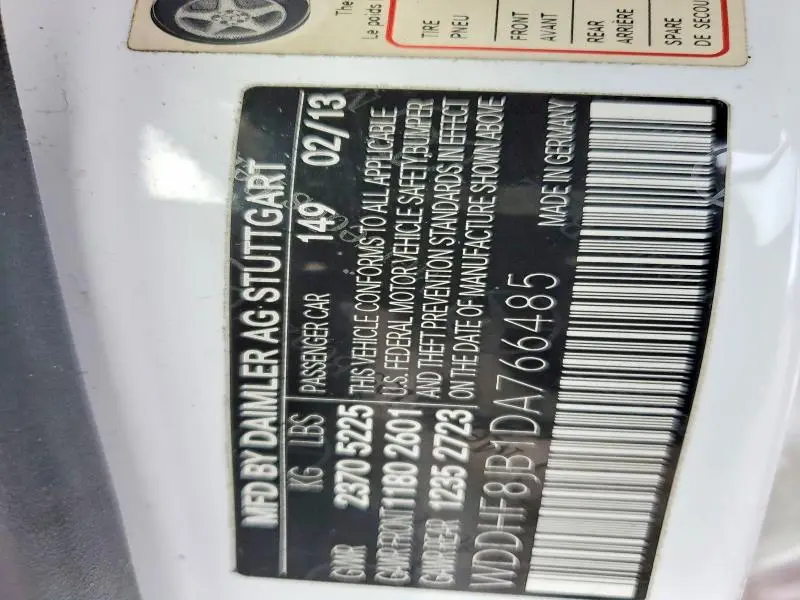 The
Le poids
TIRE
PNEU
FRONT
AVANT
REAR
ARRIÈRE
SPARE
DE SECOU
MFD BY DAIMLER AG STUTTGART
KG LBS PASSENGER CAR 149 02/13
GWR 2370 5225 THIS VEHICLE CONFORMS TO ALL APPLICABLE
GAWR FRONT 1180 2601 U.S. FEDERAL MOTOR VEHICLE SAFETY, BUMPER
GAWR REAR 1235 2723 AND THEFT PREVENTION STANDARDS IN EFFECT
ON THE DATE OF MANUFACTURE SHOWN ABOVE
WDDHF8JB1DA766485 MADE IN GERMANY